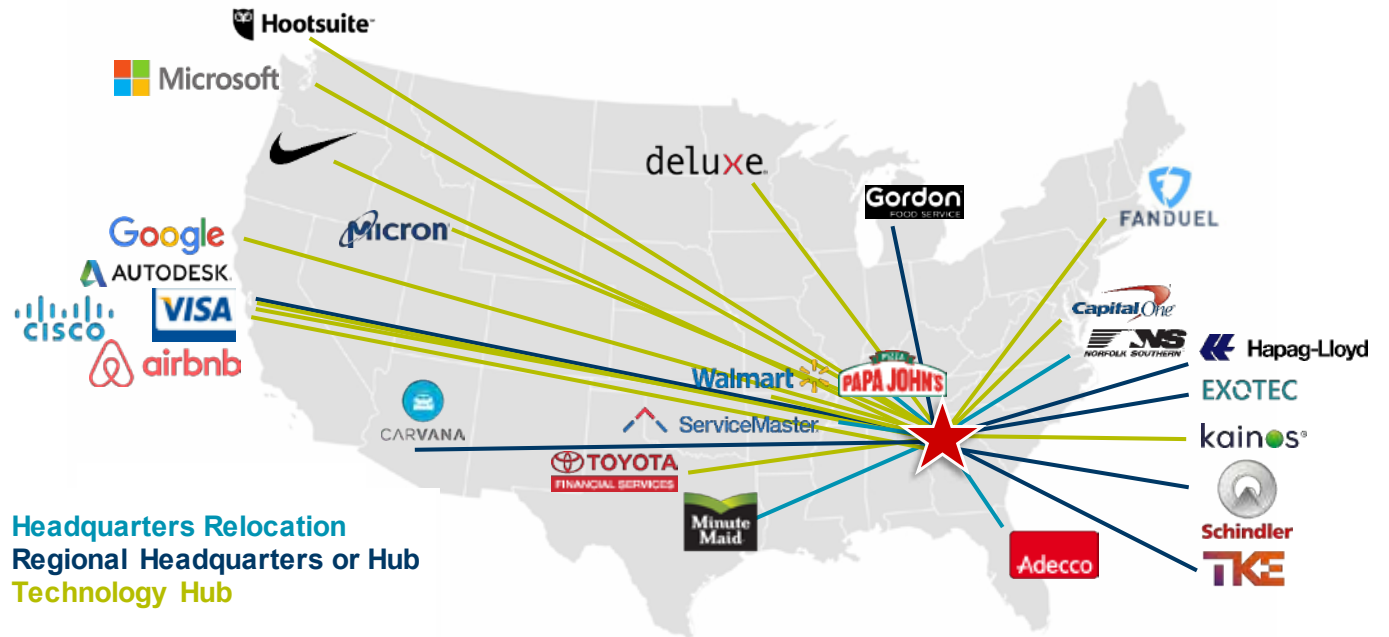 Hootsuite™
Microsoft
deluxe.
Gordon
FOOD SERVICE
FANDUEL
Google
Micron
AUTODESK.
CISCO
VISA
airbnb
Capital One
NS
NORFOLK SOUTHERN
Hapag-Lloyd
EXOTEC
Walmart
PIZZA
PAPA JOHN'S
CARVANA
ServiceMaster
kainos®
TOYOTA
FINANCIAL SERVICES
Minute
Maid
Schindler
Adecco
TKE
Headquarters Relocation
Regional Headquarters or Hub
Technology Hub